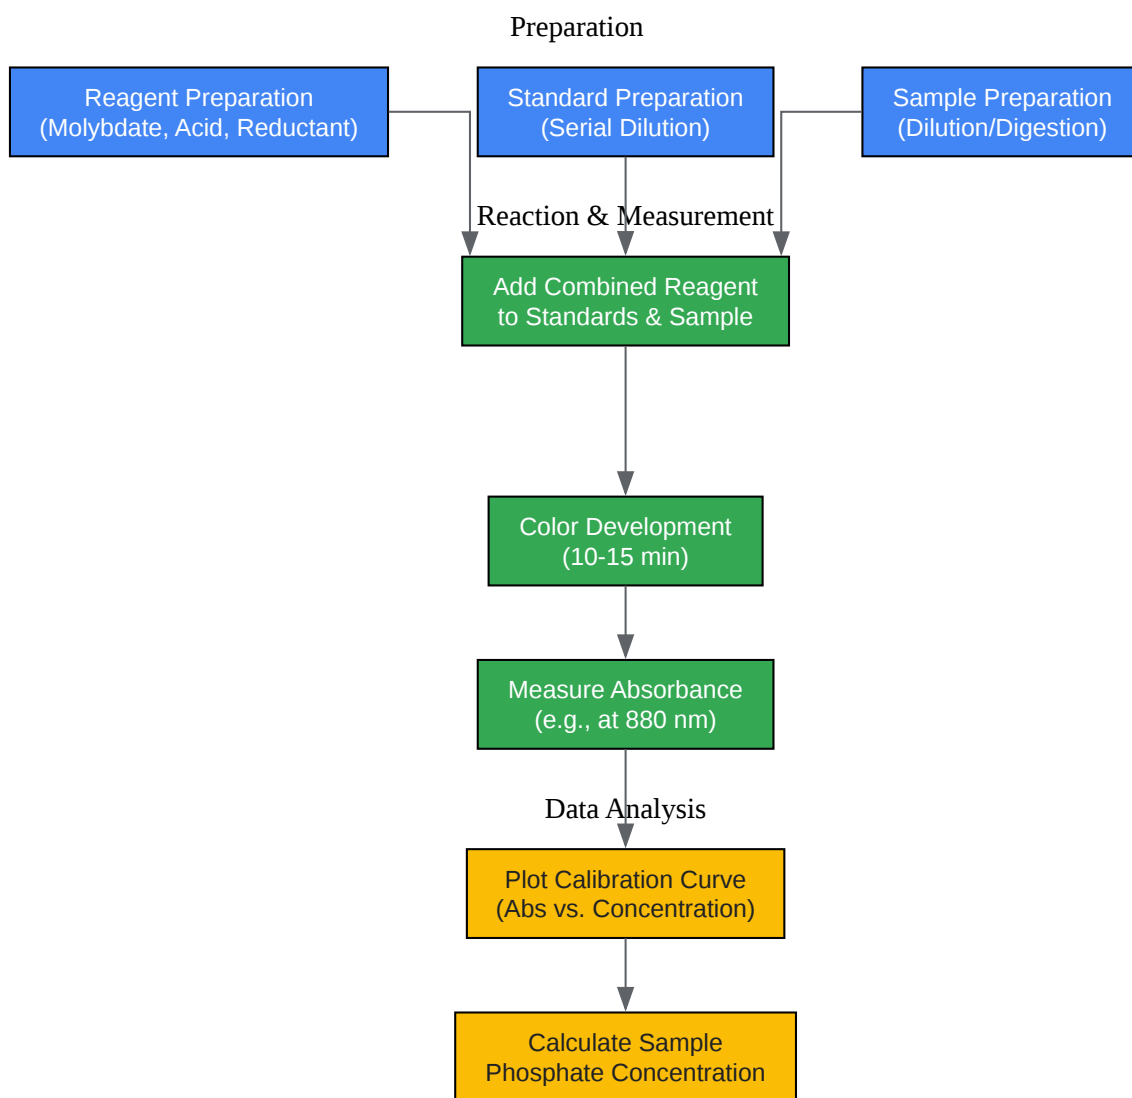 Preparation
Reagent Preparation
(Molybdate, Acid, Reductant)
Standard Preparation
(Serial Dilution)
Sample Preparation
(Dilution/Digestion)
Reaction & Measurement
Add Combined Reagent
to Standards & Sample
Color Development
(10-15 min)
Measure Absorbance
(e.g., at 880 nm)
Data Analysis
Plot Calibration Curve
(Abs vs. Concentration)
Calculate Sample
Phosphate Concentration